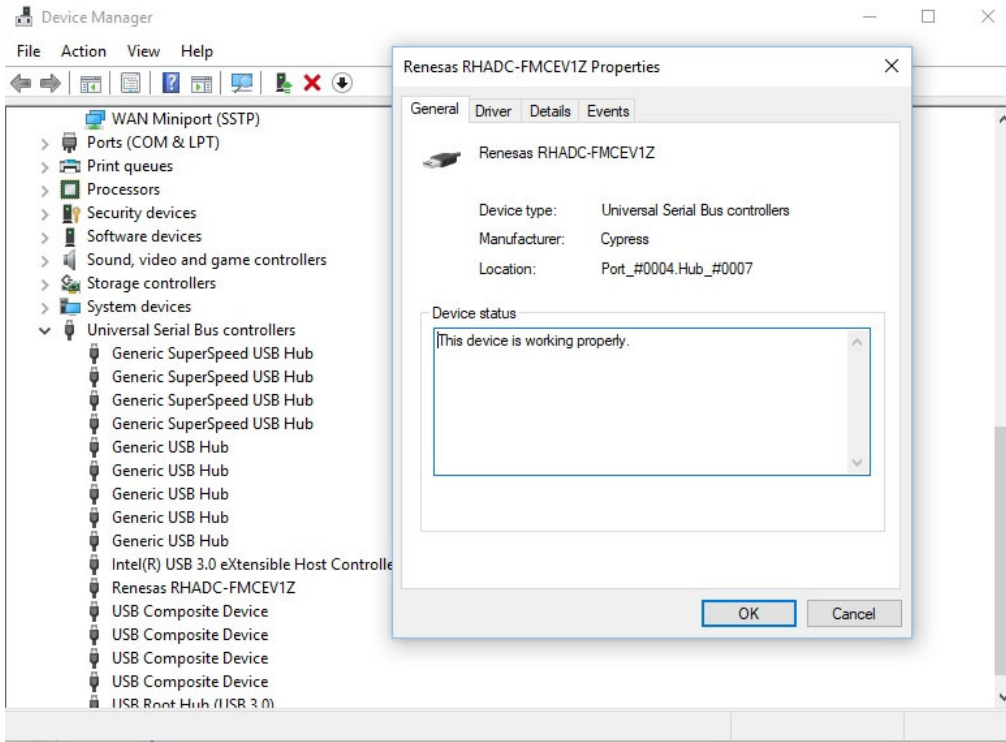 Device Manager
File Action View Help
WAN Miniport (SSTP)
Ports (COM & LPT)
Print queues
Processors
Security devices
Software devices
Sound, video and game controllers
Storage controllers
System devices
Universal Serial Bus controllers
Generic SuperSpeed USB Hub
Generic SuperSpeed USB Hub
Generic SuperSpeed USB Hub
Generic SuperSpeed USB Hub
Generic USB Hub
Generic USB Hub
Generic USB Hub
Generic USB Hub
Generic USB Hub
Intel(R) USB 3.0 eXtensible Host Controlle
Renesas RHADC-FMCEV1Z
USB Composite Device
USB Composite Device
USB Composite Device
USB Composite Device
USB Root Hub (USB 3.0)
Renesas RHADC-FMCEV1Z Properties
General Driver Details Events
Renesas RHADC-FMCEV1Z
Device type: Universal Serial Bus controllers
Manufacturer: Cypress
Location: Port_#0004.Hub_#0007
Device status
This device is working properly.
OK Cancel